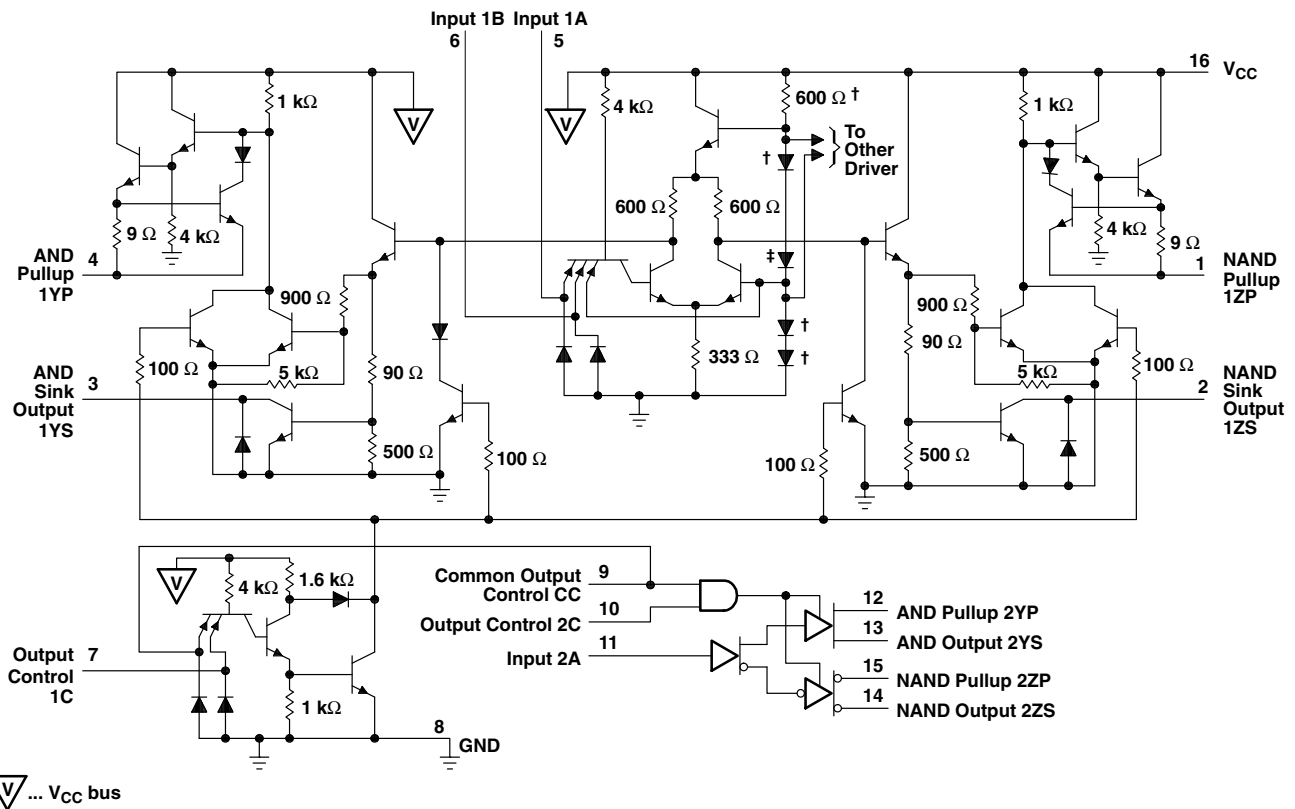 Input 1B Input 1A
6 5
16 VCC
1 kΩ
V
V
4 kΩ
600 Ω †
1 kΩ
†
To
Other
Driver
9 Ω
4 kΩ
600 Ω
600 Ω
4 kΩ
9 Ω
AND
Pullup
1YP
4
‡
1
NAND
Pullup
1ZP
900 Ω
900 Ω
100 Ω
5 kΩ
90 Ω
333 Ω
†
†
90 Ω
5 kΩ
100 Ω
AND
Sink
Output
1YS
3
2
NAND
Sink
Output
1ZS
500 Ω
100 Ω
100 Ω
500 Ω
V
4 kΩ
1.6 kΩ
Common Output
Control CC
9
Output Control 2C
10
Input 2A
11
12
AND Pullup 2YP
13
AND Output 2YS
15
NAND Pullup 2ZP
14
NAND Output 2ZS
Output
Control
1C
7
1 kΩ
8
GND
V ... VCC bus